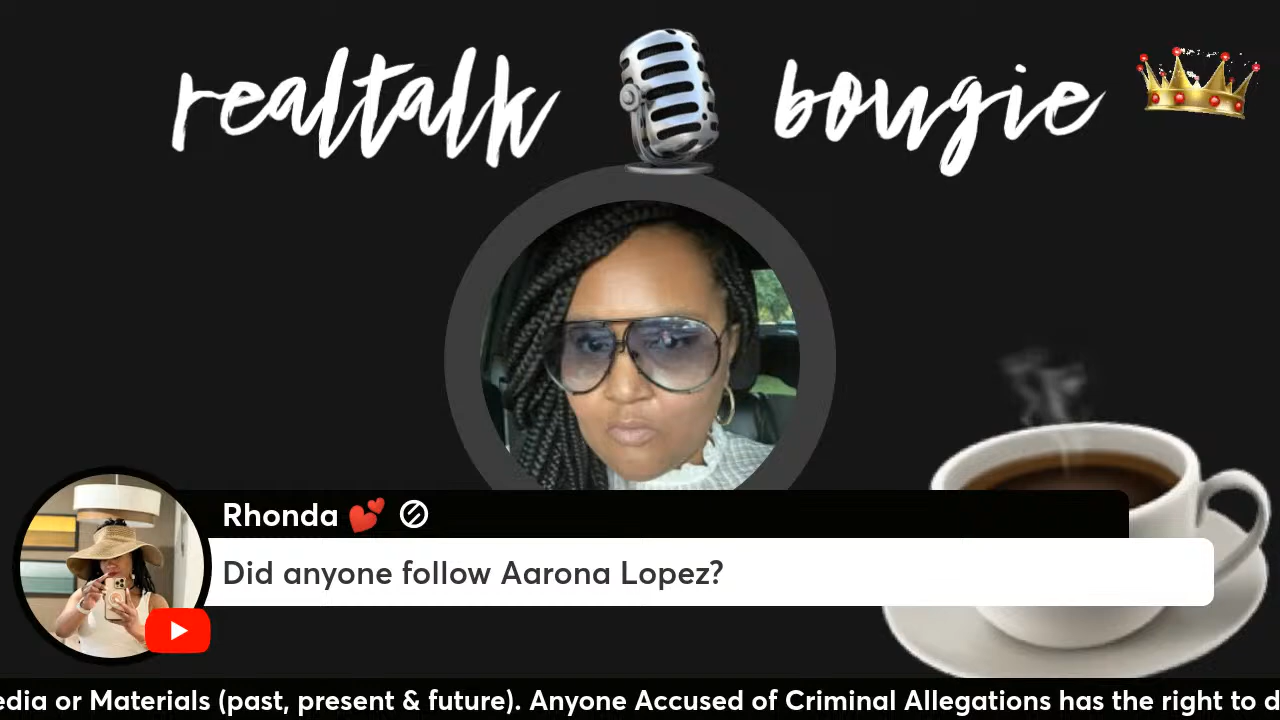 realtalk bougie
Rhonda 💕
Did anyone follow Aarona Lopez?
edia or Materials (past, present & future). Anyone Accused of Criminal Allegations has the right to d